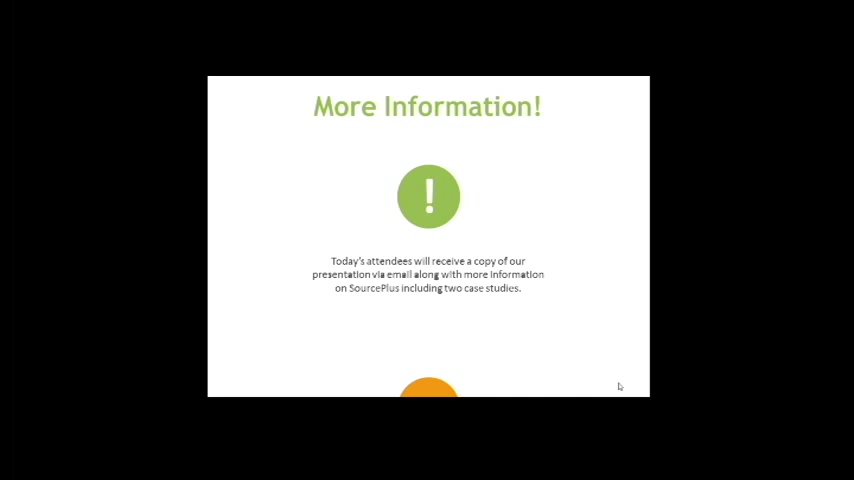 More Information!
!
Today's attendees will receive a copy of our
presentation via email along with more information
on SourcePlus including two case studies.